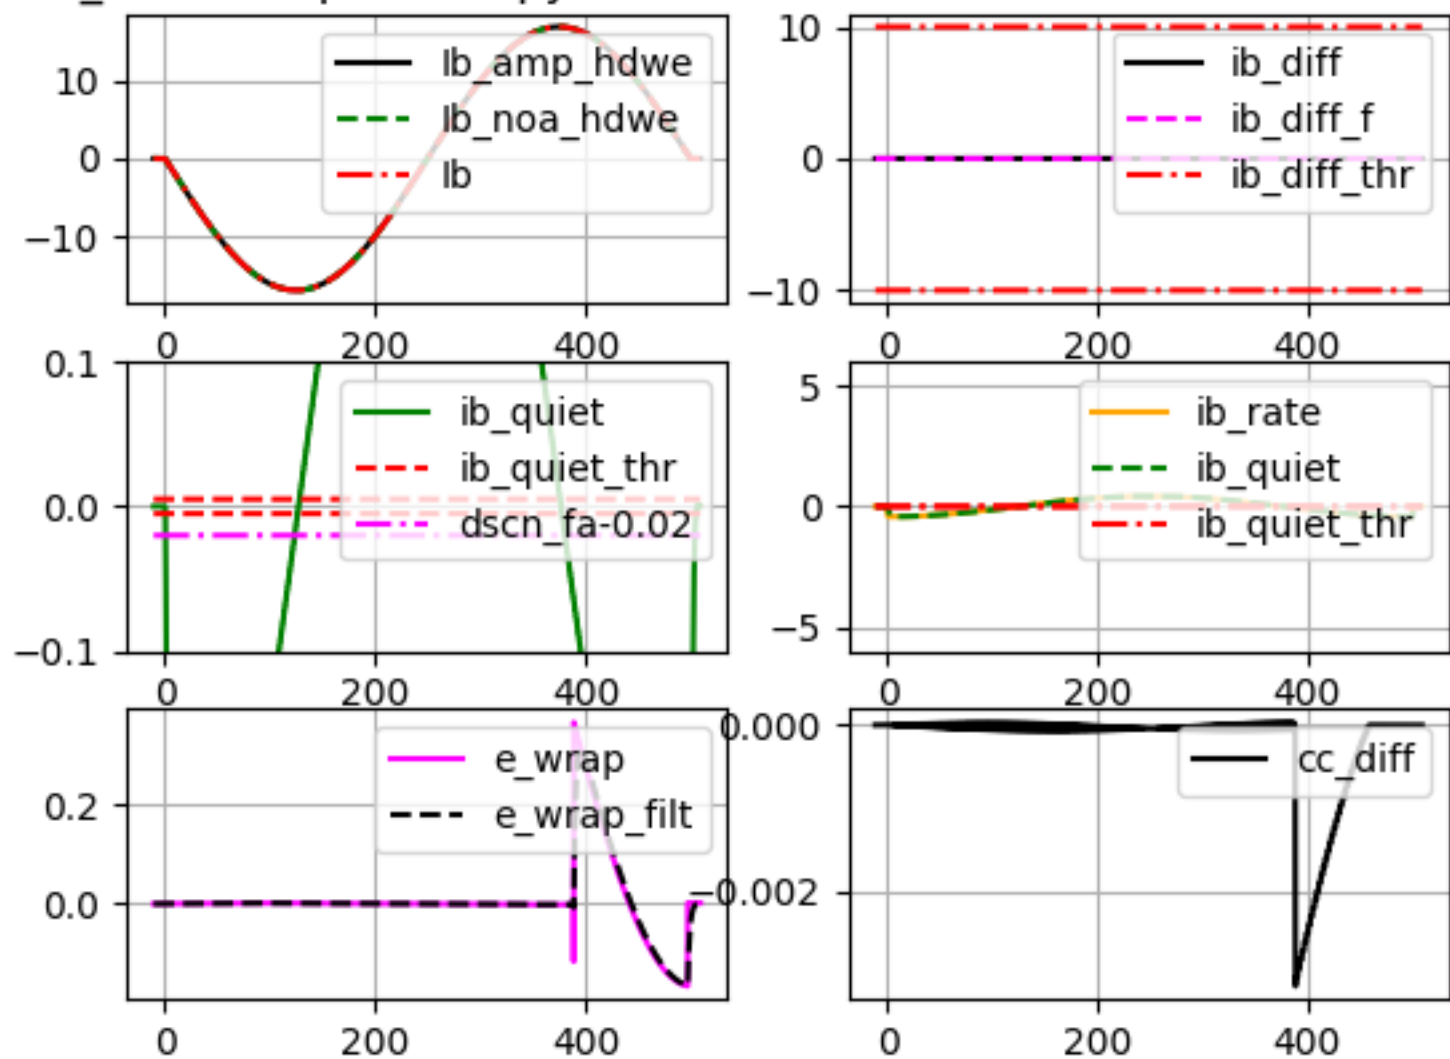 10
0
−10
Ib_amp_hdwe
Ib_noa_hdwe
Ib
0
200
400
10
0
−10
ib_diff
ib_diff_f
ib_diff_thr
0
200
400
0.1
0.0
−0.1
ib_quiet
ib_quiet_thr
dscn_fa-0.02
0
200
400
5
0
−5
ib_rate
ib_quiet
ib_quiet_thr
0
200
400
0.2
0.0
e_wrap
e_wrap_filt
0
200
400
0.000
−0.002
cc_diff
0
200
400